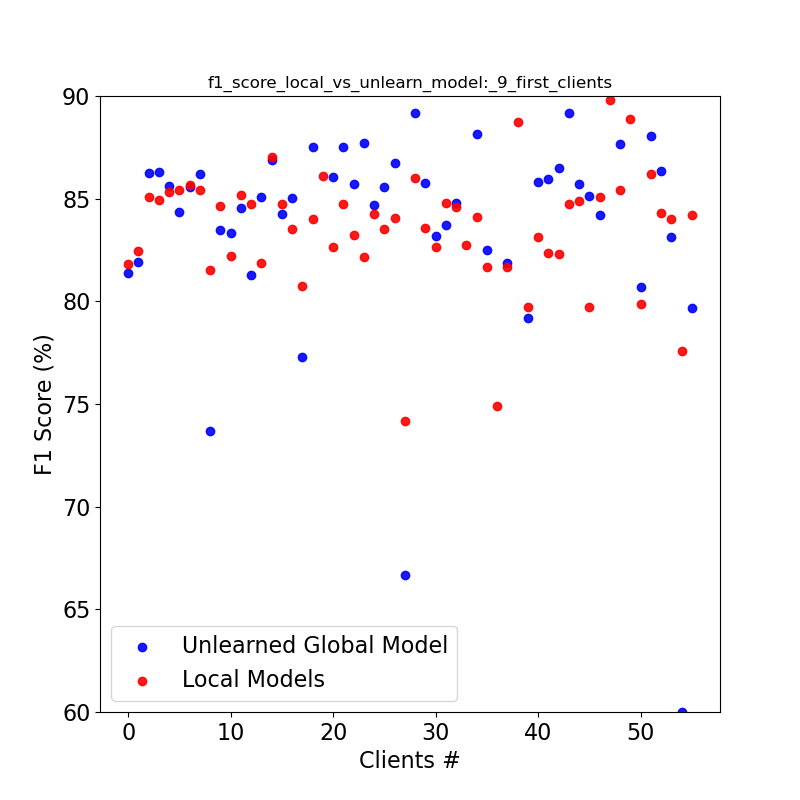 f1_score_local_vs_unlearn_model:_9_first_clients
90
85
80
75
70
65
60
F1 Score (%)
Unlearned Global Model
Local Models
0 10 20 30 40 50
Clients #